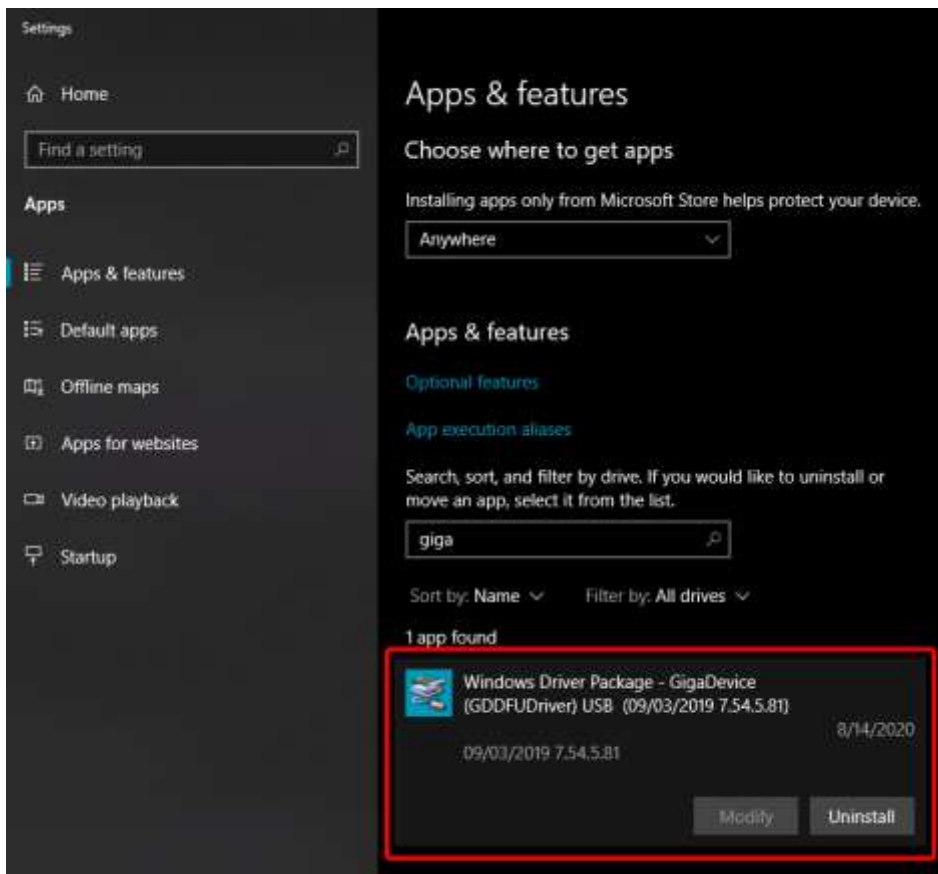 Settings
Home
Find a setting
Apps
Apps & features
Default apps
Offline maps
Apps for websites
Video playback
Startup
Apps & features
Choose where to get apps
Installing apps only from Microsoft Store helps protect your device.
Anywhere
Apps & features
Optional features
App execution aliases
Search, sort, and filter by drive. If you would like to uninstall or
move an app, select it from the list.
giga
Sort by: Name Filter by: All drives
1 app found
Windows Driver Package - GigaDevice
(GDDFUDriver) USB (09/03/2019 7.54.5.81)
8/14/2020
09/03/2019 7.54.5.81
Modify Uninstall